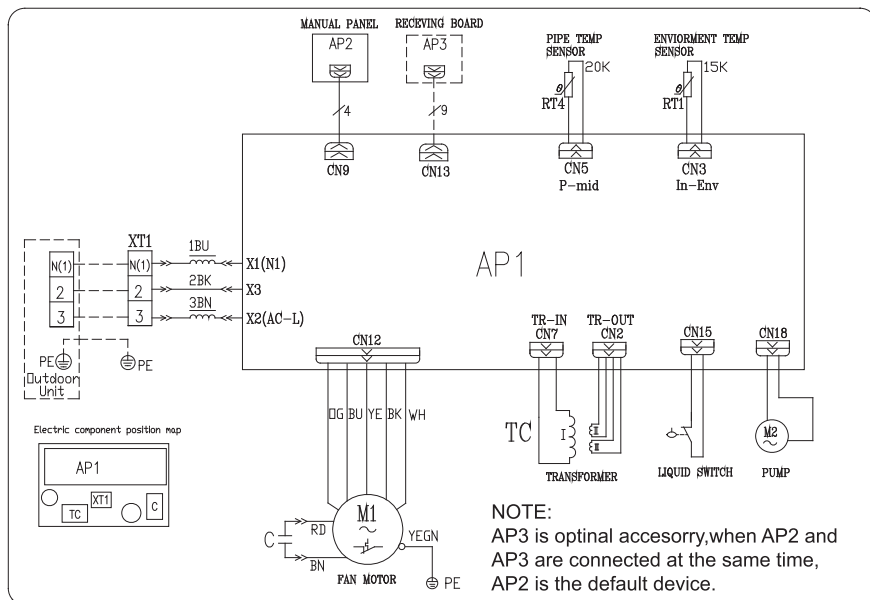 MANUAL PANEL
RECEVING BOARD
PIPE TEMP
SENSOR
ENVIORMENT TEMP
SENSOR
AP2
AP3
20K
15K
RT4
RT1
4
9
CN9
CN13
CN5
P-mid
CN3
In-Env
XT1
1BU
N(1)
N(1)
X1(N1)
AP1
2BK
2
2
X3
3BN
3
3
X2(AC-L)
PE
PE
Outdoor
Unit
CN12
TR-IN
CN7
TR-OUT
CN2
CN15
CN18
OG
BU
YE
BK
WH
TC
I
II
III
M2
TRANSFORMER
LIQUID SWITCH
PUMP
Electric component position map
AP1
XT1
TC
C
M1
C
RD
BN
YEGN
PE
FAN MOTOR
NOTE:
AP3 is optinal accesorry,when AP2 and
AP3 are connected at the same time,
AP2 is the default device.